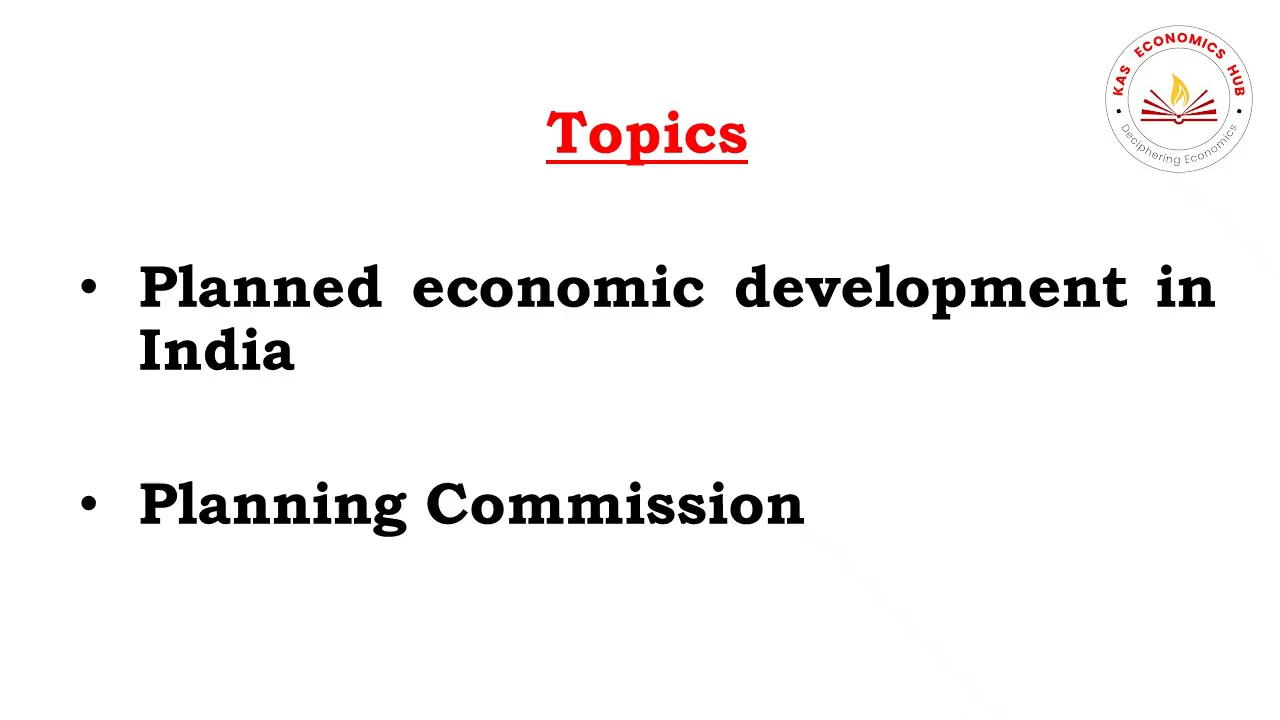 KAS ECONOMICS HUB
Deciphering Economics
Topics
• Planned economic development in
India
• Planning Commission